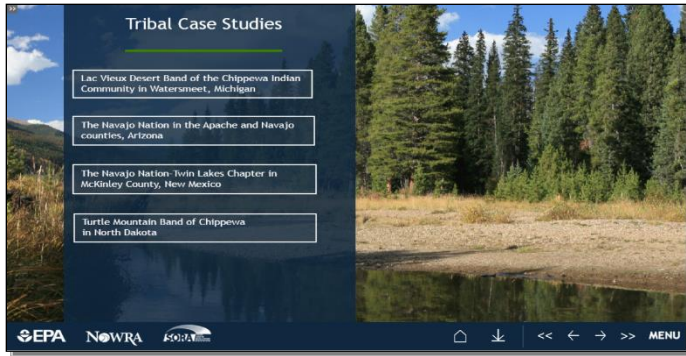 Tribal Case Studies
Lac Vieux Desert Band of the Chippewa Indian
Community in Watersmeet, Michigan
The Navajo Nation in the Apache and Navajo
counties, Arizona
The Navajo Nation-Twin Lakes Chapter in
McKinley County, New Mexico
Turtle Mountain Band of Chippewa
in North Dakota
EPA NOWRA SORA << >> MENU